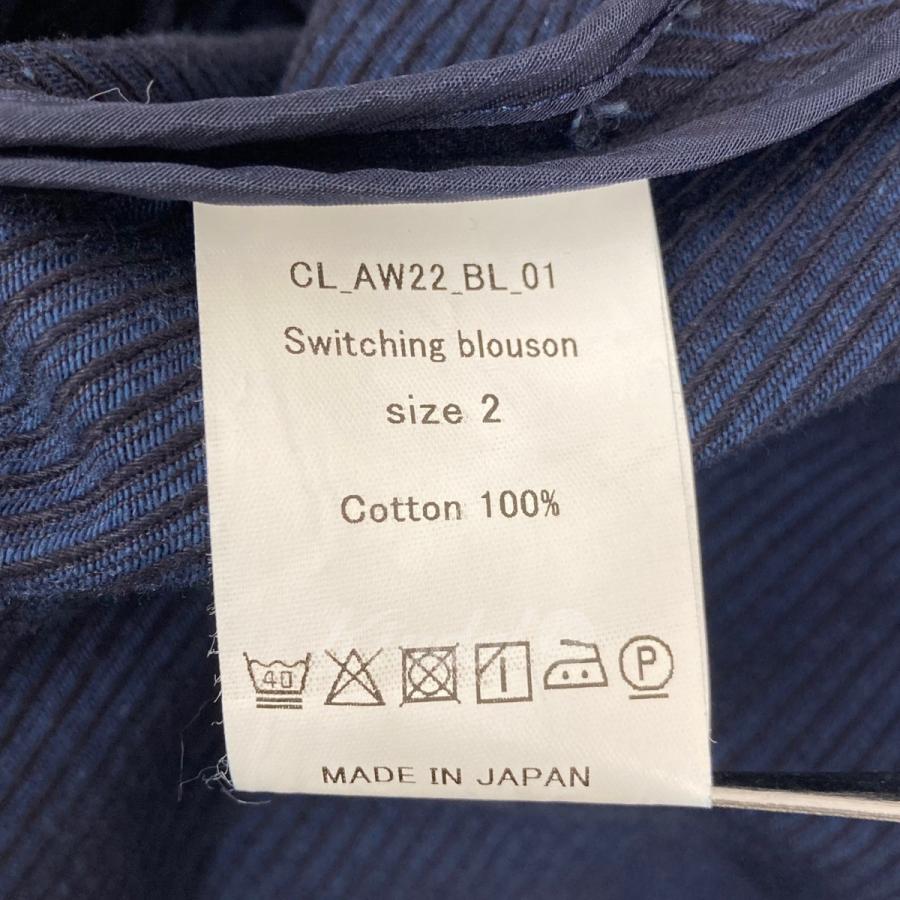 CL_AW22_BL_01
Switching blouson
size 2
Cotton 100%
40
P
MADE IN JAPAN